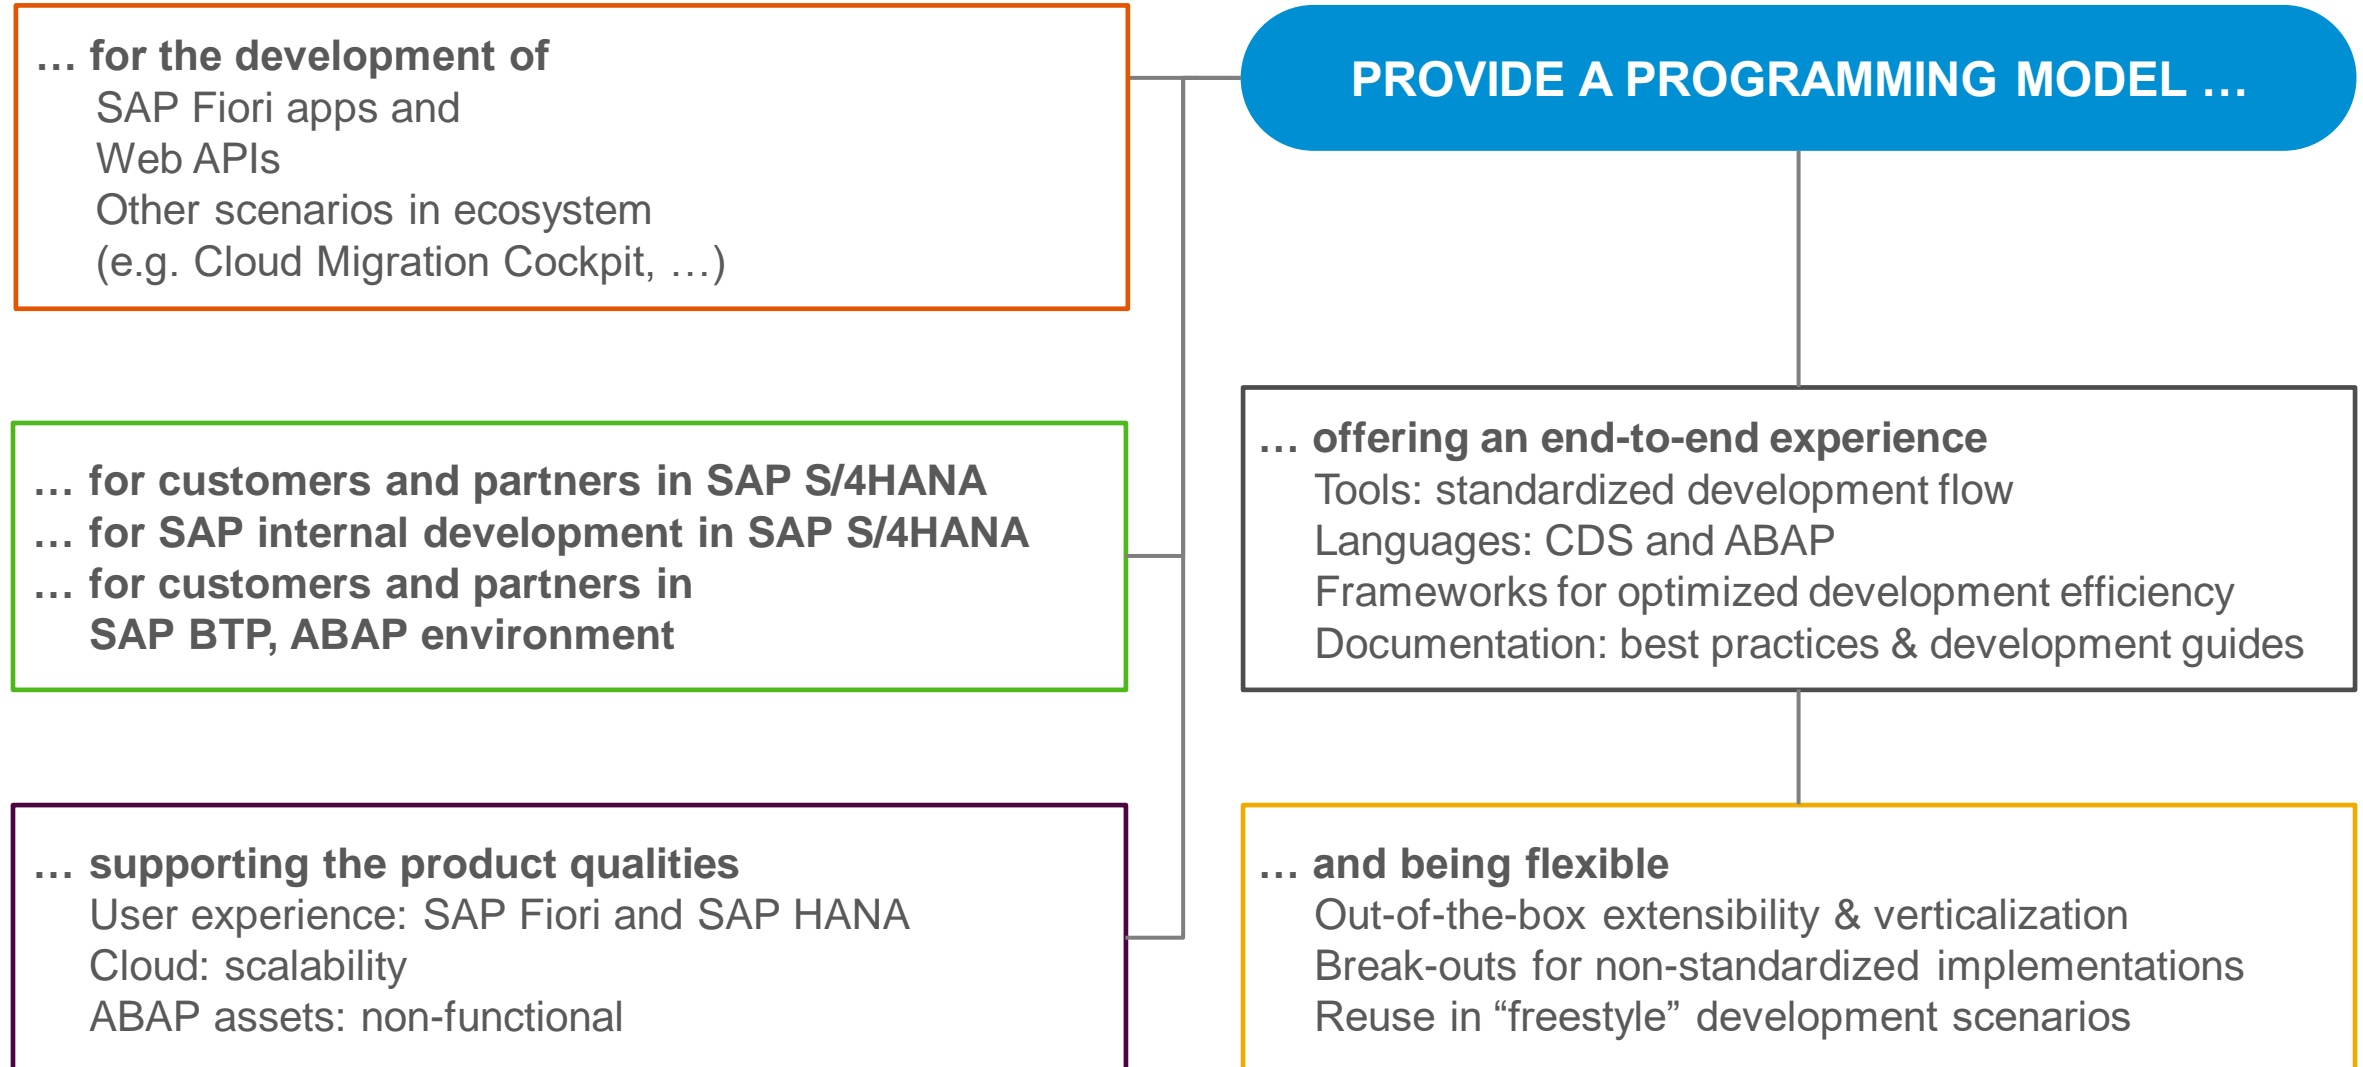 PROVIDE A PROGRAMMING MODEL …
… for the development of
SAP Fiori apps and
Web APIs
Other scenarios in ecosystem
(e.g. Cloud Migration Cockpit, …)
… for customers and partners in SAP S/4HANA
… for SAP internal development in SAP S/4HANA
… for customers and partners in
SAP BTP, ABAP environment
… supporting the product qualities
User experience: SAP Fiori and SAP HANA
Cloud: scalability
ABAP assets: non-functional
… offering an end-to-end experience
Tools: standardized development flow
Languages: CDS and ABAP
Frameworks for optimized development efficiency
Documentation: best practices & development guides
… and being flexible
Out-of-the-box extensibility & verticalization
Break-outs for non-standardized implementations
Reuse in “freestyle” development scenarios